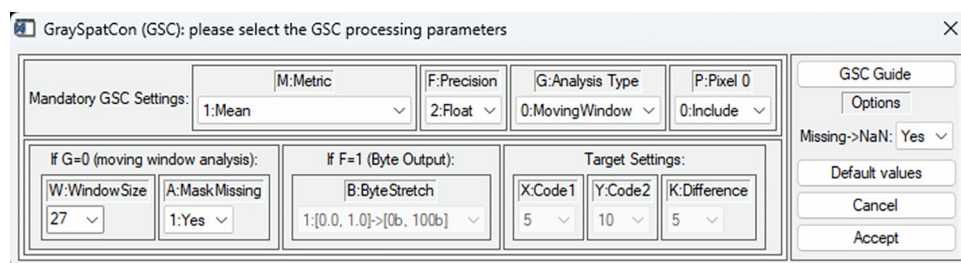 GraySpatCon (GSC): please select the GSC processing parameters
Mandatory GSC Settings:
M:Metric
1:Mean
F:Precision
2:Float
G:Analysis Type
0:MovingWindow
P:Pixel 0
0:Include
If G=0 (moving window analysis):
W:WindowSize
27
A:MaskMissing
1:Yes
If F=1 (Byte Output):
B:ByteStretch
1:[0.0, 1.0]->[0b, 100b]
Target Settings:
X:Code1
5
Y:Code2
10
K:Difference
5
GSC Guide
Options
Missing->NaN: Yes
Default values
Cancel
Accept